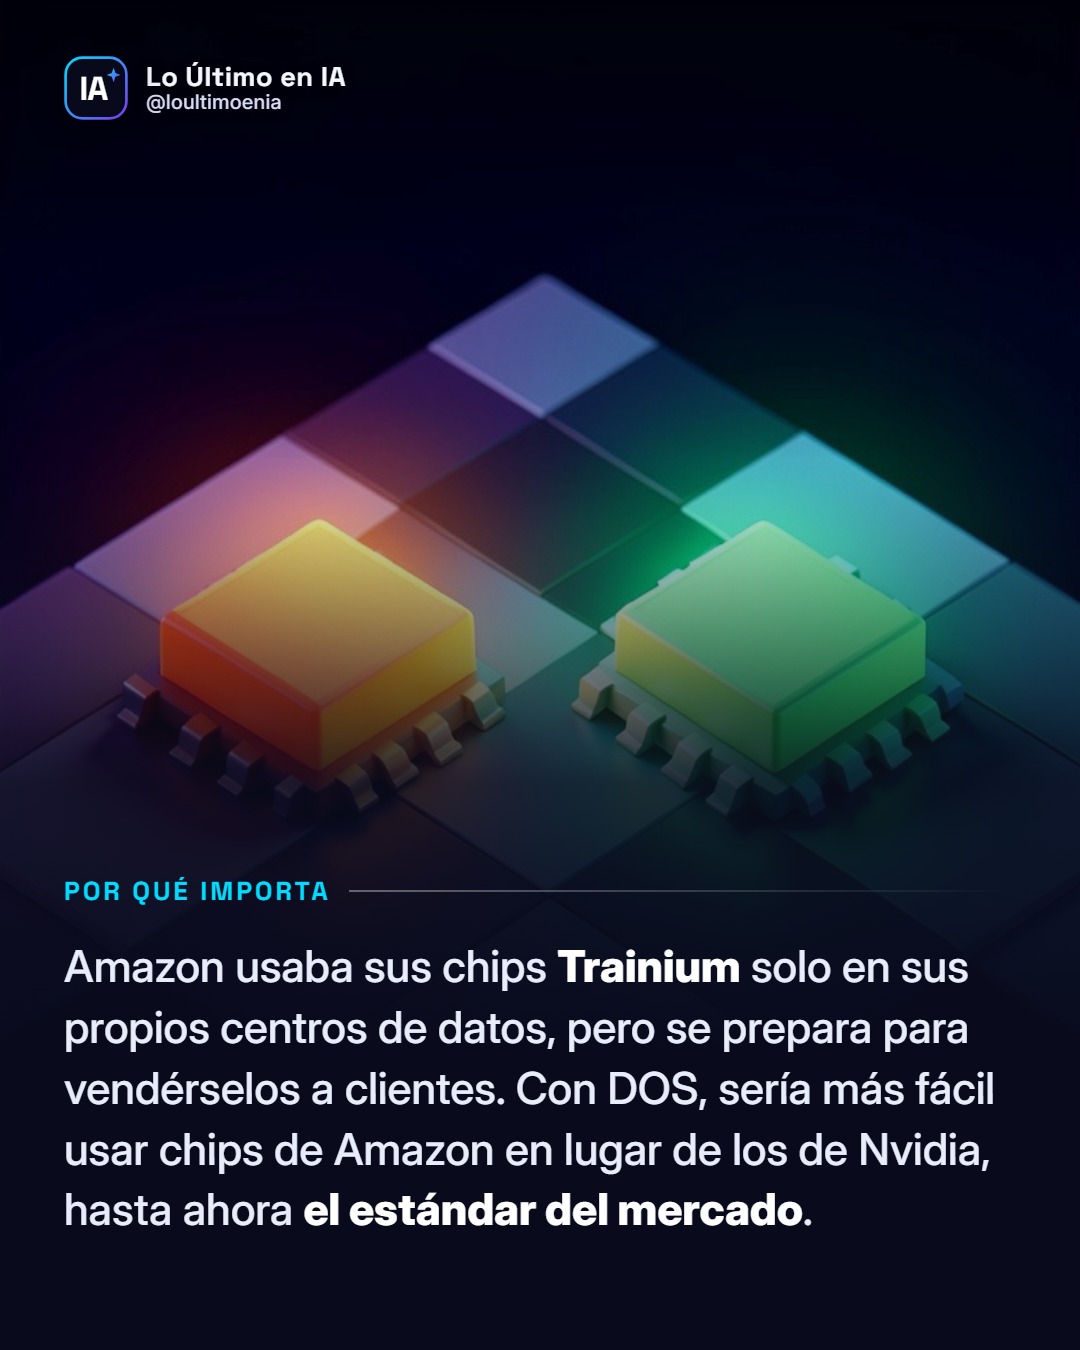 IA
Lo Último en IA
@loultimoenia
POR QUÉ IMPORTA
Amazon usaba sus chips Trainium solo en sus
propios centros de datos, pero se prepara para
vendérselos a clientes. Con DOS, sería más fácil
usar chips de Amazon en lugar de los de Nvidia,
hasta ahora el estándar del mercado.